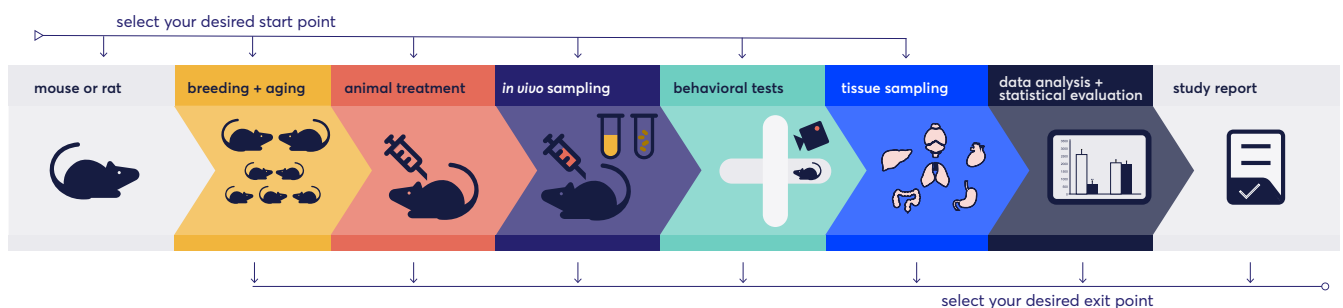 select your desired start point
mouse or rat
breeding + aging
animal treatment
in vivo sampling
behavioral tests
tissue sampling
data analysis +
statistical evaluation
study report
select your desired exit point